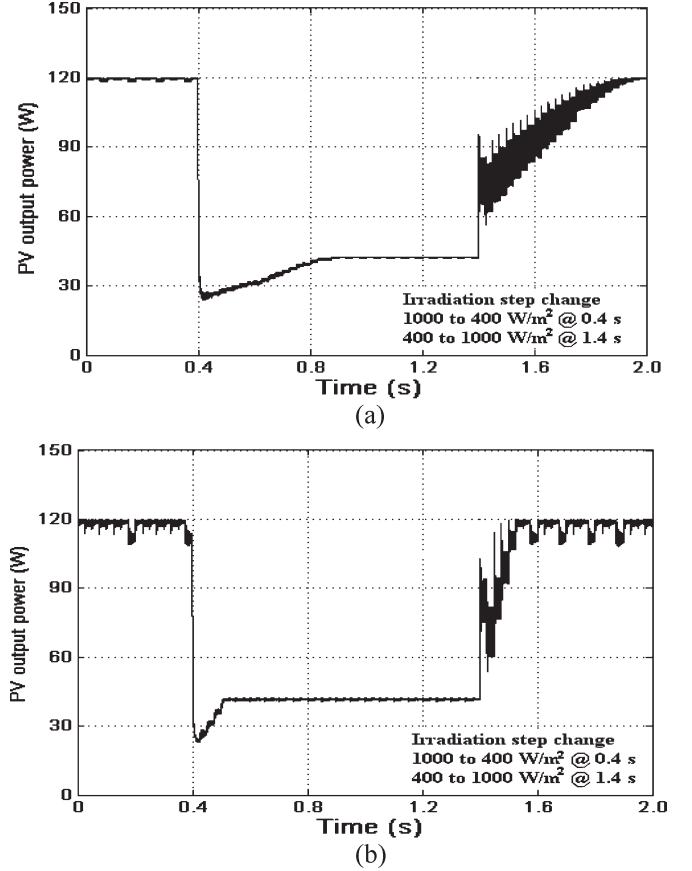 150
120
90
60
30
0
PV output power (W)
Irradiation step change
1000 to 400 W/m² @ 0.4 s
400 to 1000 W/m² @ 1.4 s
0 0.4 0.8 1.2 1.6 2.0
Time (s)
(a)
150
120
90
60
30
0
PV output power (W)
Irradiation step change
1000 to 400 W/m² @ 0.4 s
400 to 1000 W/m² @ 1.4 s
0 0.4 0.8 1.2 1.6 2.0
Time (s)
(b)